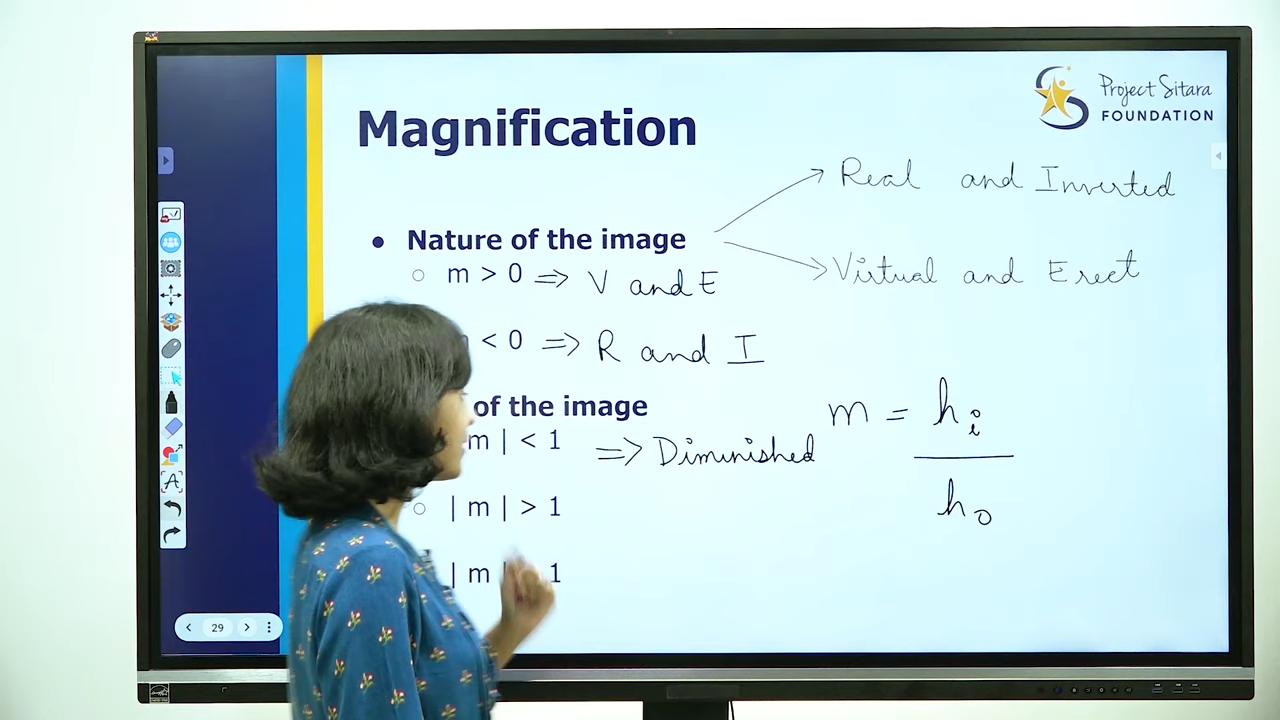 Project Sitara
FOUNDATION
Magnification
Real and Inverted
• Nature of the image
○ m > 0 ⇒ V and E
Virtual and Erect
< 0 ⇒ R and I
of the image
m = hi / ho
m | < 1 ⇒ Diminished
○ | m | > 1
| m | 1
A
29